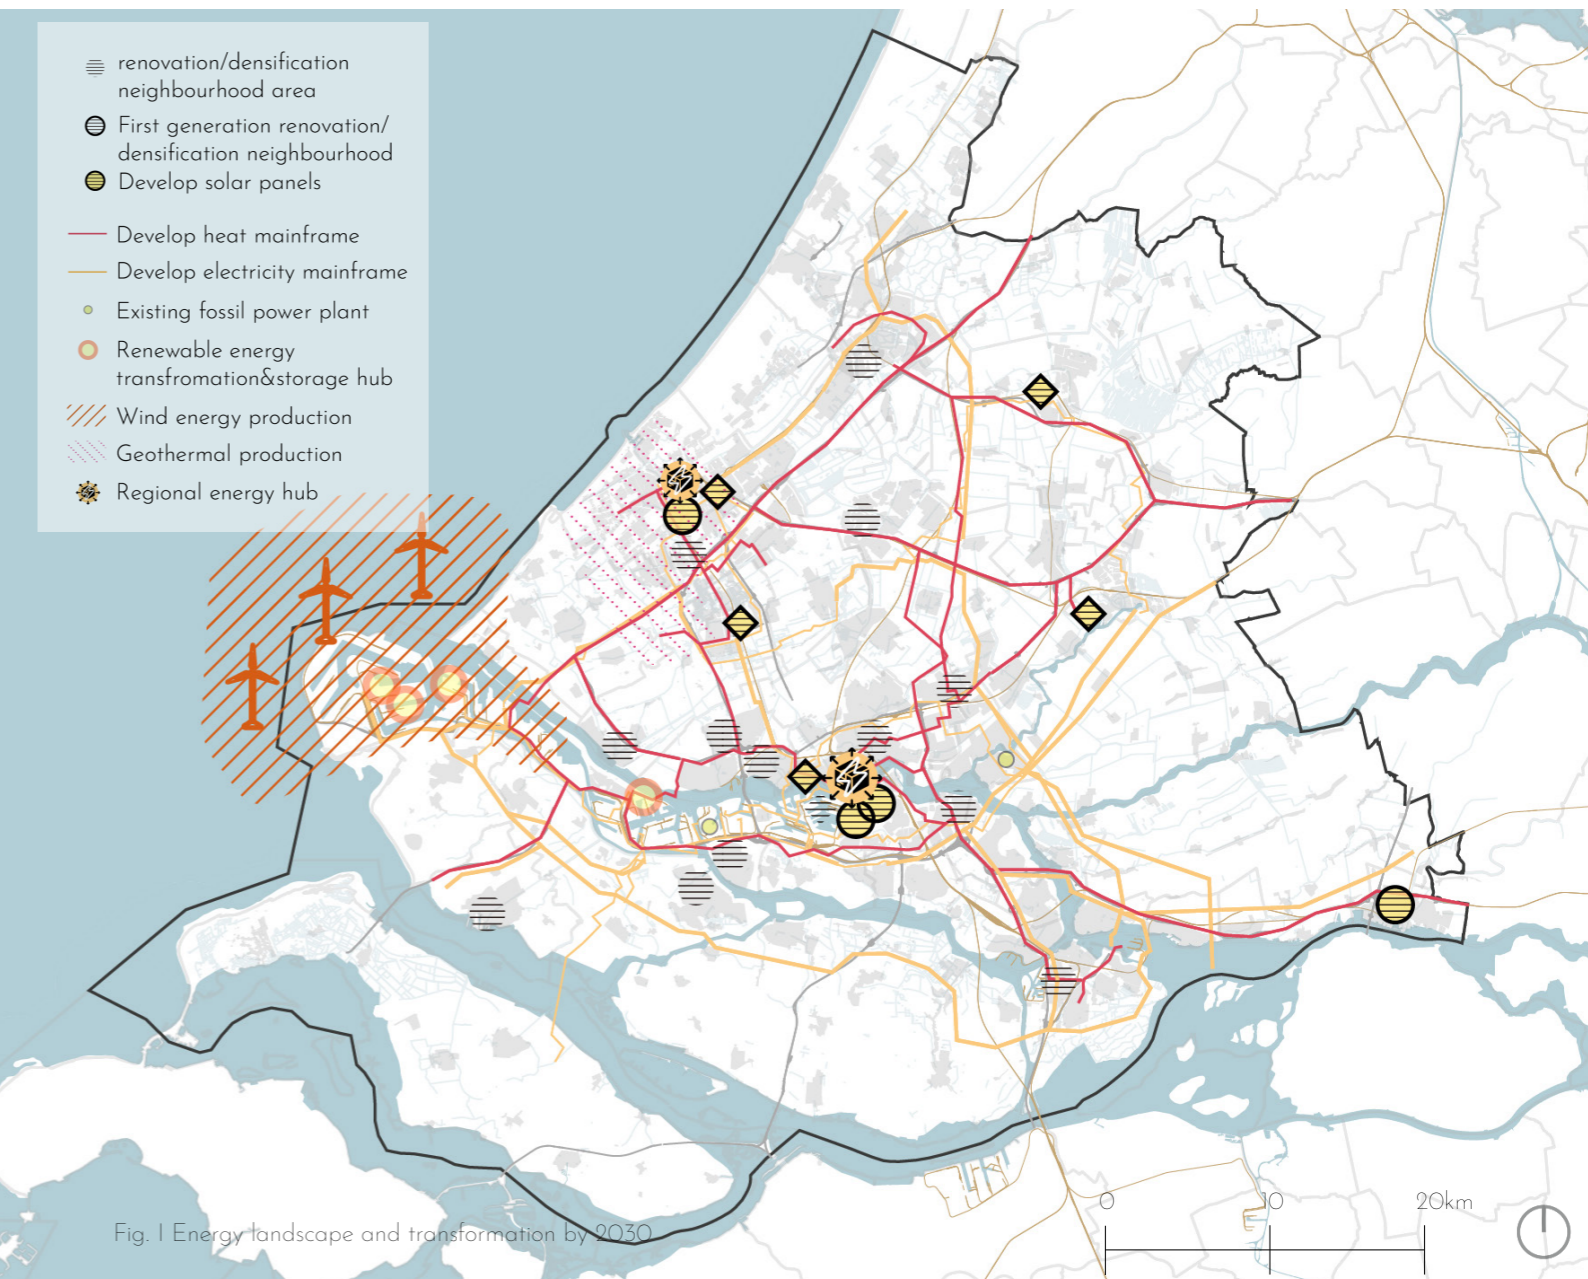 renovation/densification
neighbourhood area
First generation renovation/
densification neighbourhood
Develop solar panels
Develop heat mainframe
Develop electricity mainframe
Existing fossil power plant
Renewable energy
transfromation&storage hub
Wind energy production
Geothermal production
Regional energy hub
0 10 20km
Fig. 1 Energy landscape and transformation by 2030